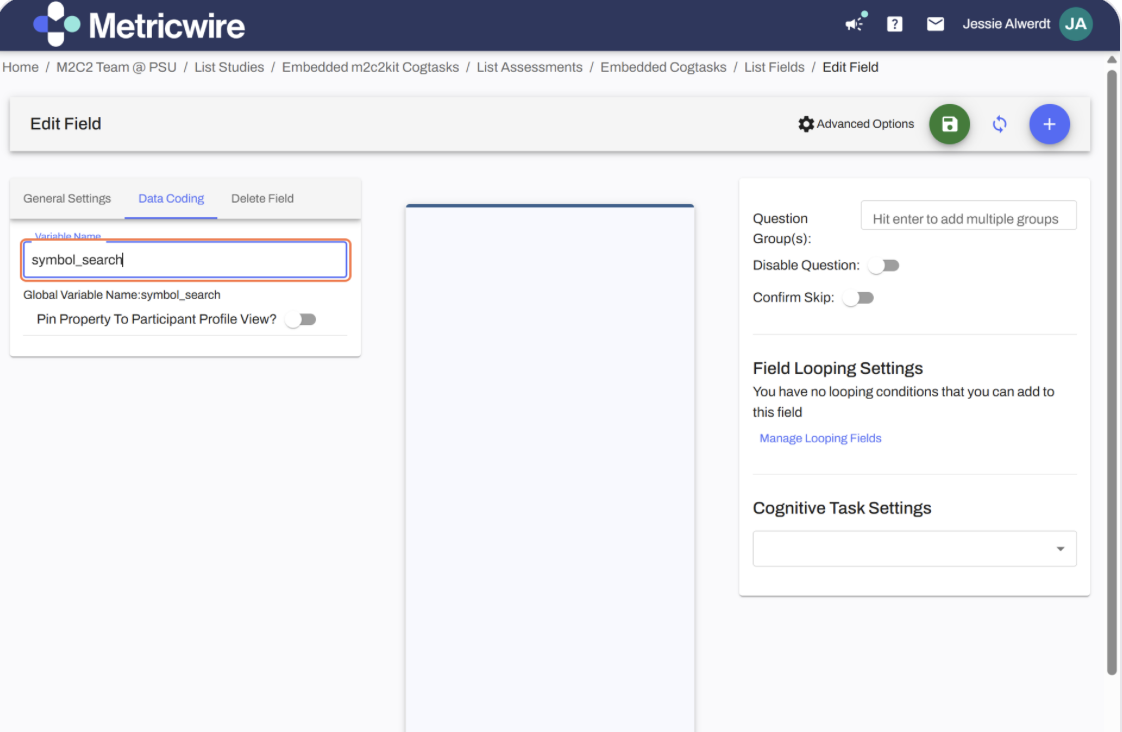 Metricwire
Jessie Alwerdt
JA
Home / M2C2 Team @ PSU / List Studies / Embedded m2c2kit Cogtasks / List Assessments / Embedded Cogtasks / List Fields / Edit Field
Edit Field
Advanced Options
General Settings
Data Coding
Delete Field
Variable Name
symbol_search
Global Variable Name:symbol_search
Pin Property To Participant Profile View?
Question
Group(s):
Hit enter to add multiple groups
Disable Question:
Confirm Skip:
Field Looping Settings
You have no looping conditions that you can add to
this field
Manage Looping Fields
Cognitive Task Settings